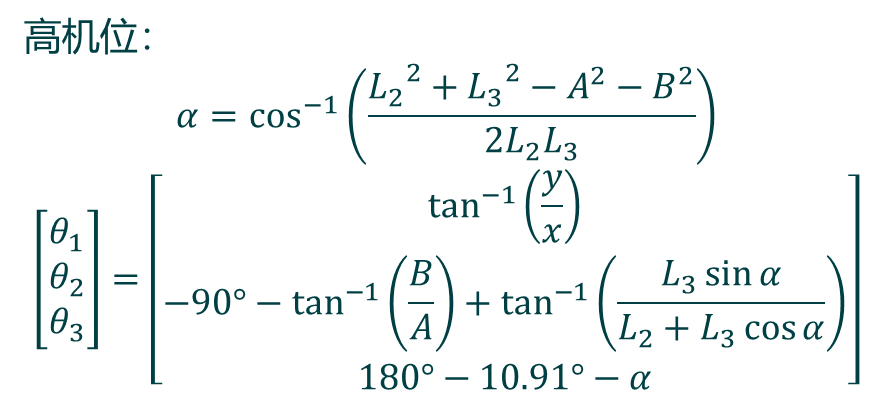 高机位：
α = cos⁻¹((L₂² + L₃² − A² − B²)/(2L₂L₃))
[θ₁ θ₂ θ₃] = [tan⁻¹(y/x)
−90° − tan⁻¹(B/A) + tan⁻¹((L₃ sin α)/(L₂ + L₃ cos α))
180° − 10.91° − α]